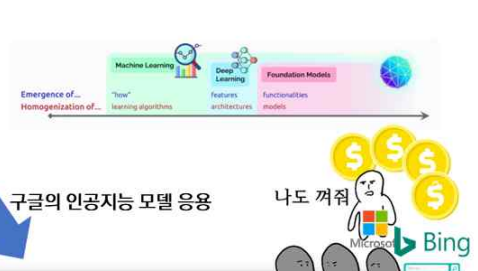 Machine Learning
Deep
Learning
Foundation Models
Emergence of... "how" features functionalities
Homogenization of... learning algorithms architectures models
나도 껴줘
구글의 인공지능 모델 응용
Microsoft
Bing